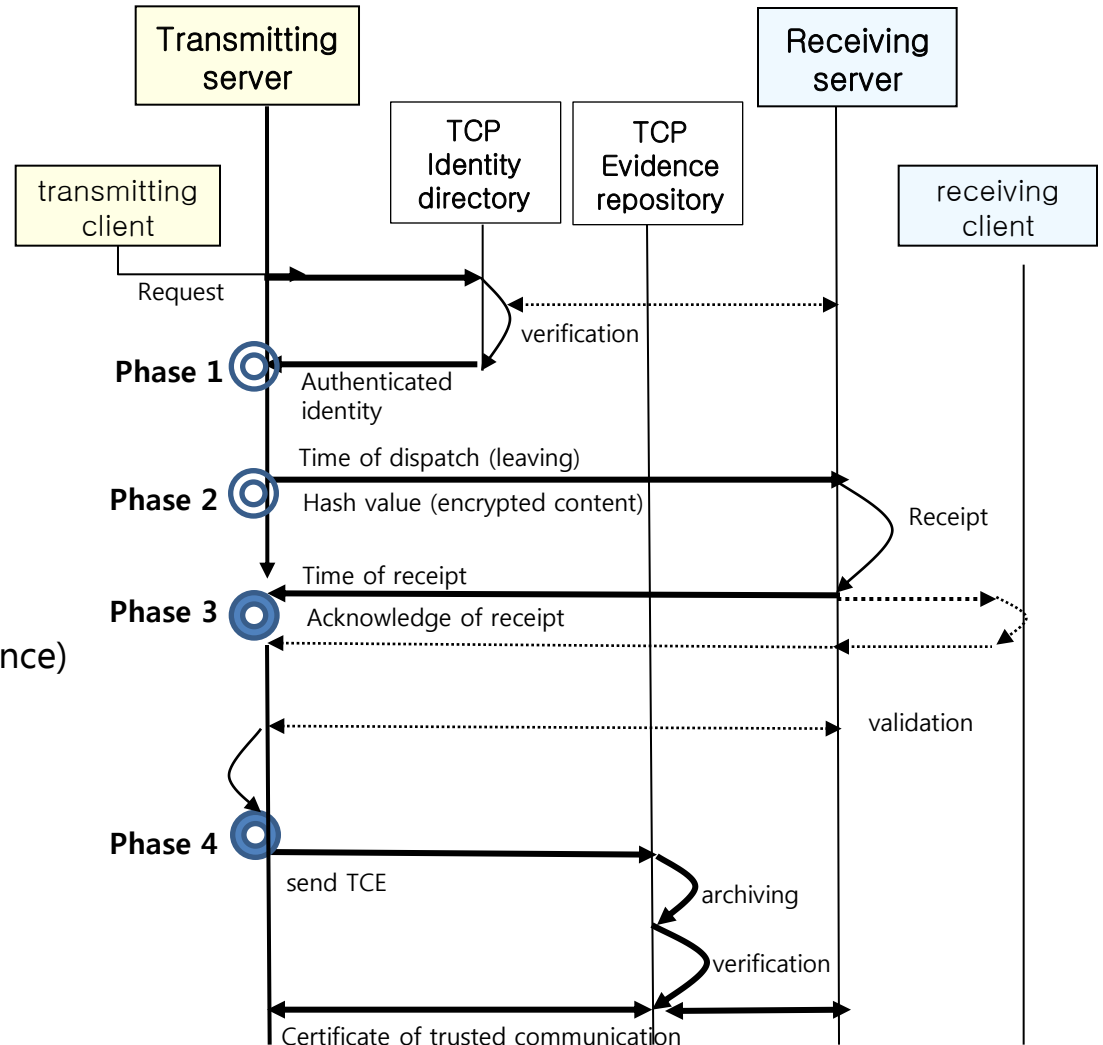 Transmitting
server
Receiving
server
TCP
Identity
directory
TCP
Evidence
repository
transmitting
client
receiving
client
Request
verification
Phase 1
Authenticated
identity
Time of dispatch (leaving)
Phase 2
Hash value (encrypted content)
Receipt
Time of receipt
Phase 3
Acknowledge of receipt
nce)
validation
Phase 4
send TCE
archiving
verification
Certificate of trusted communication